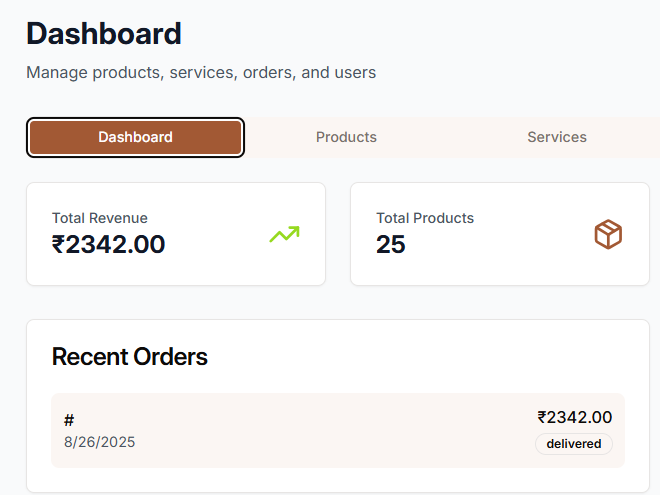 Dashboard
Manage products, services, orders, and users
Dashboard Products Services
Total Revenue
₹2342.00
Total Products
25
Recent Orders
#
8/26/2025
₹2342.00
delivered